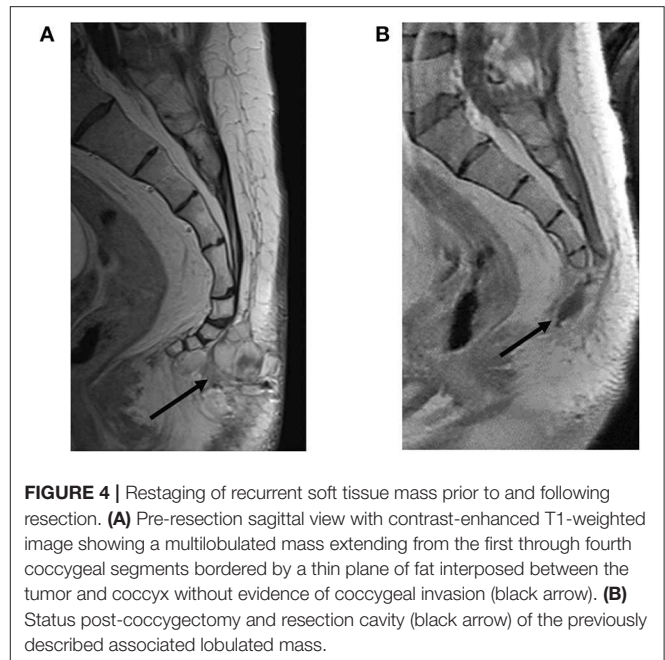 A
B
FIGURE 4 | Restaging of recurrent soft tissue mass prior to and following
resection. (A) Pre-resection sagittal view with contrast-enhanced T1-weighted
image showing a multilobulated mass extending from the first through fourth
coccygeal segments bordered by a thin plane of fat interposed between the
tumor and coccyx without evidence of coccygeal invasion (black arrow). (B)
Status post-coccygectomy and resection cavity (black arrow) of the previously
described associated lobulated mass.